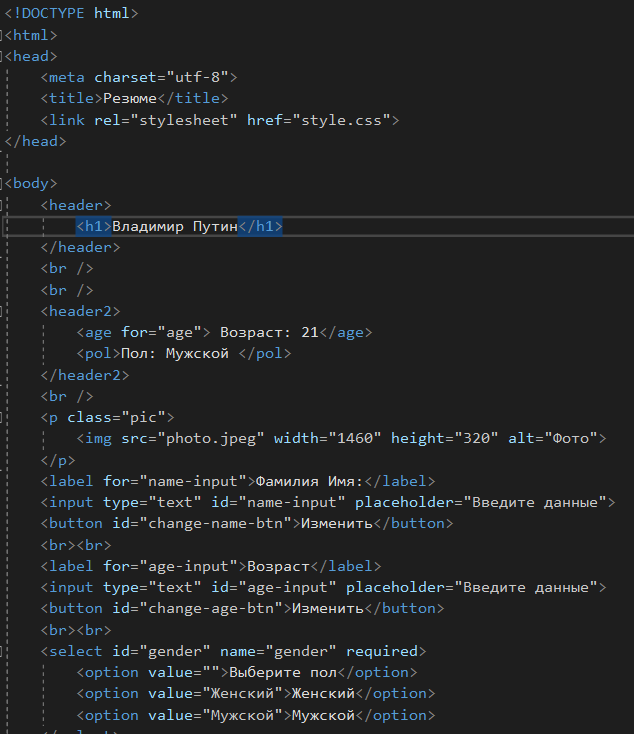 <!DOCTYPE html>
<html>
<head>
    <meta charset="utf-8">
    <title>Резюме</title>
    <link rel="stylesheet" href="style.css">
</head>

<body>
    <header>
        <h1>Владимир Путин</h1>
    </header>
    <br />
    <br />
    <header2>
        <age for="age"> Возраст: 21</age>
        <pol>Пол: Мужской </pol>
    </header2>
    <br />
    <p class="pic">
        <img src="photo.jpeg" width="1460" height="320" alt="Фото">
    </p>
    <label for="name-input">Фамилия Имя:</label>
    <input type="text" id="name-input" placeholder="Введите данные">
    <button id="change-name-btn">Изменить</button>
    <br><br>
    <label for="age-input">Возраст</label>
    <input type="text" id="age-input" placeholder="Введите данные">
    <button id="change-age-btn">Изменить</button>
    <br><br>
    <select id="gender" name="gender" required>
        <option value="">Выберите пол</option>
        <option value="Женский">Женский</option>
        <option value="Мужской">Мужской</option>